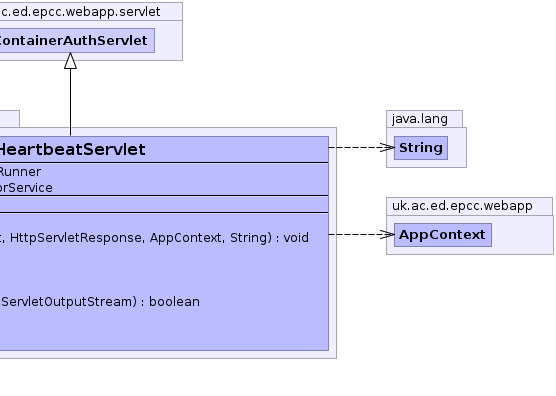 c.ed.epcc.webapp.servlet
ContainerAuthServlet
java.lang
String
HeartbeatServlet
Runner
orService
uk.ac.ed.epcc.webapp
AppContext
t, HttpServletResponse, AppContext, String) : void
ServletOutputStream) : boolean